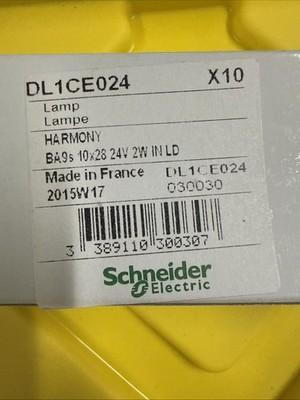 DL1CE024 X10
Lamp
Lampe
HARMONY
BA9s 10x28 24V 2W IN LD
Made in France DL1CE024
2015W17 030030
3 389110 300307
Schneider
Electric